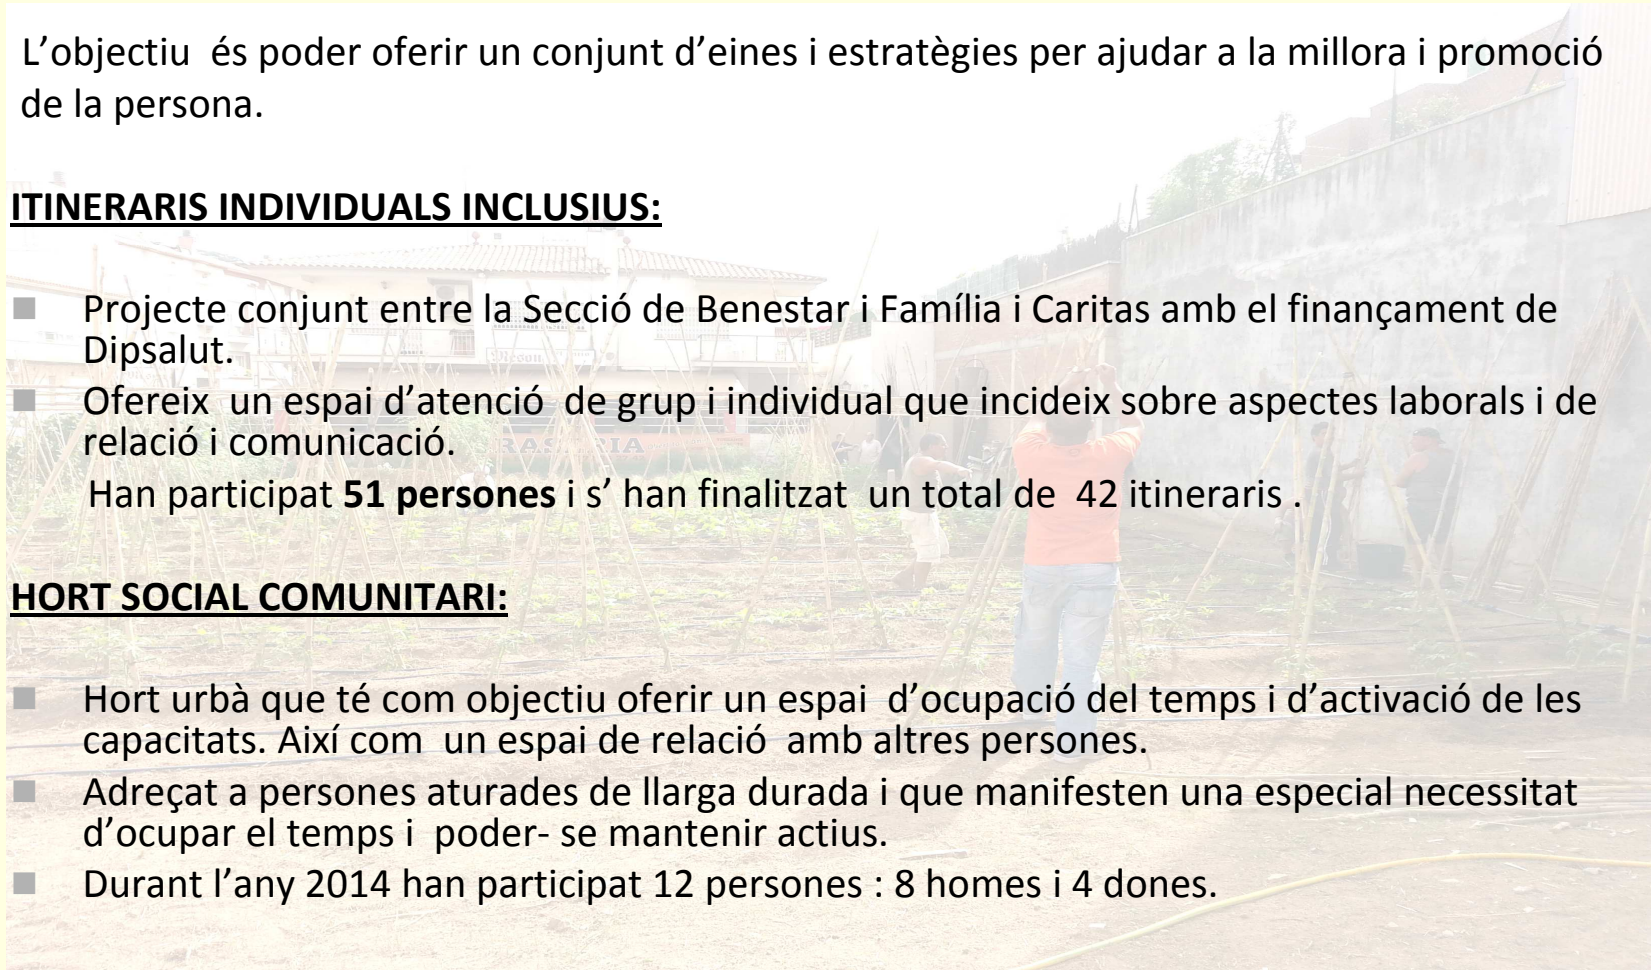 L’objectiu és poder oferir un conjunt d’eines i estratègies per ajudar a la millora i promoció
de la persona.
ITINERARIS INDIVIDUALS INCLUSIUS:
Projecte conjunt entre la Secció de Benestar i Família i Caritas amb el finançament de
Dipsalut.
Ofereix un espai d’atenció de grup i individual que incideix sobre aspectes laborals i de
relació i comunicació.
Han participat 51 persones i s’ han finalitzat un total de 42 itineraris .
HORT SOCIAL COMUNITARI:
Hort urbà que té com objectiu oferir un espai d’ocupació del temps i d’activació de les
capacitats. Així com un espai de relació amb altres persones.
Adreçat a persones aturades de llarga durada i que manifesten una especial necessitat
d’ocupar el temps i poder- se mantenir actius.
Durant l’any 2014 han participat 12 persones : 8 homes i 4 dones.